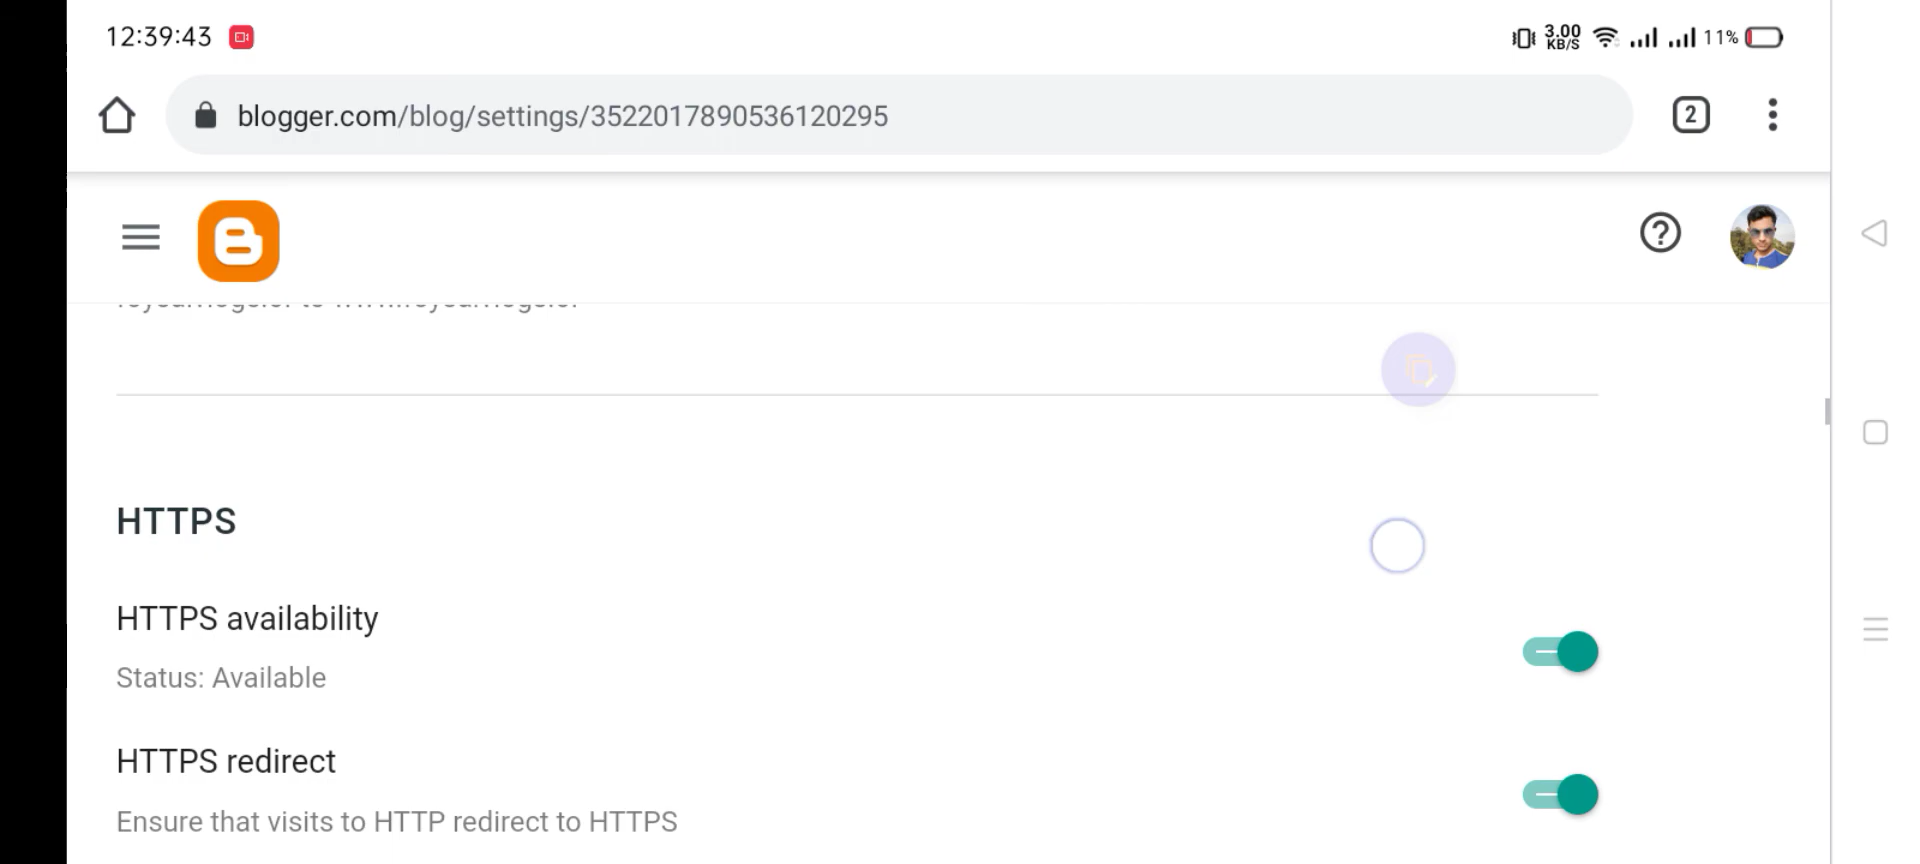 12:39:43
3.00 KB/S 11%
blogger.com/blog/settings/3522017890536120295
2
HTTPS
HTTPS availability
Status: Available
HTTPS redirect
Ensure that visits to HTTP redirect to HTTPS